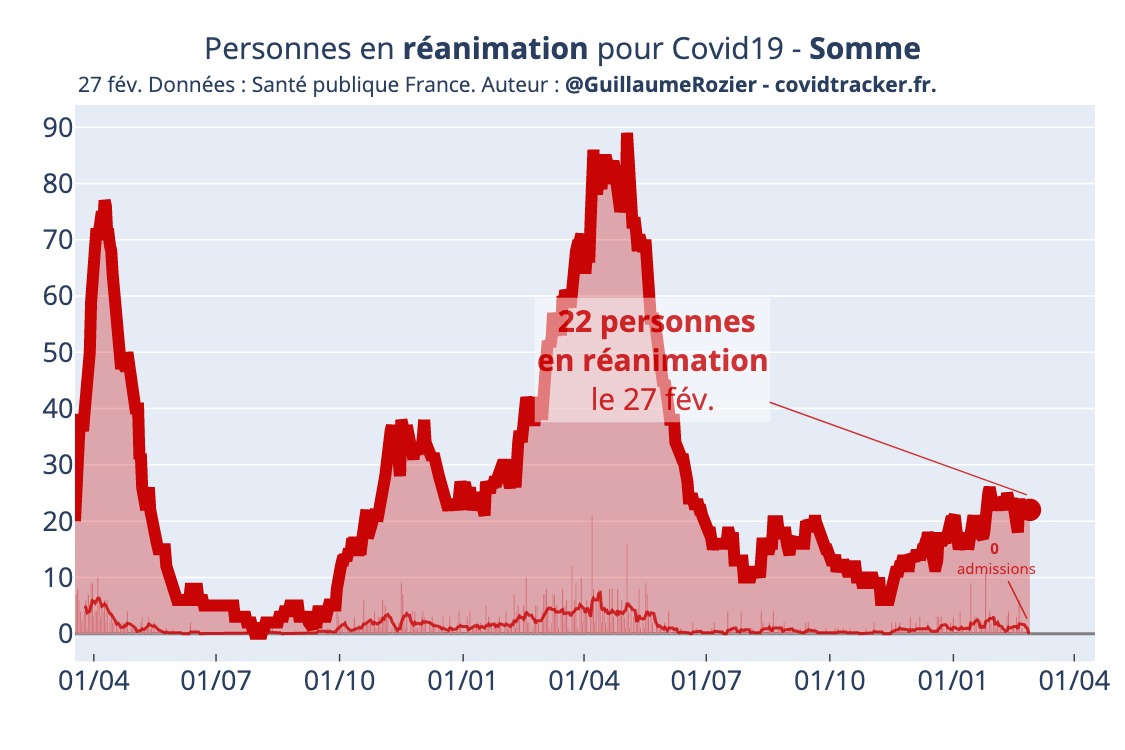 Personnes en réanimation pour Covid19 - Somme
27 fév. Données : Santé publique France. Auteur : @GuillaumeRozier - covidtracker.fr.
90
80
70
60
50
40
30
20
10
0
22 personnes
en réanimation
le 27 fév.
0
admissions
01/04 01/07 01/10 01/01 01/04 01/07 01/10 01/01 01/04